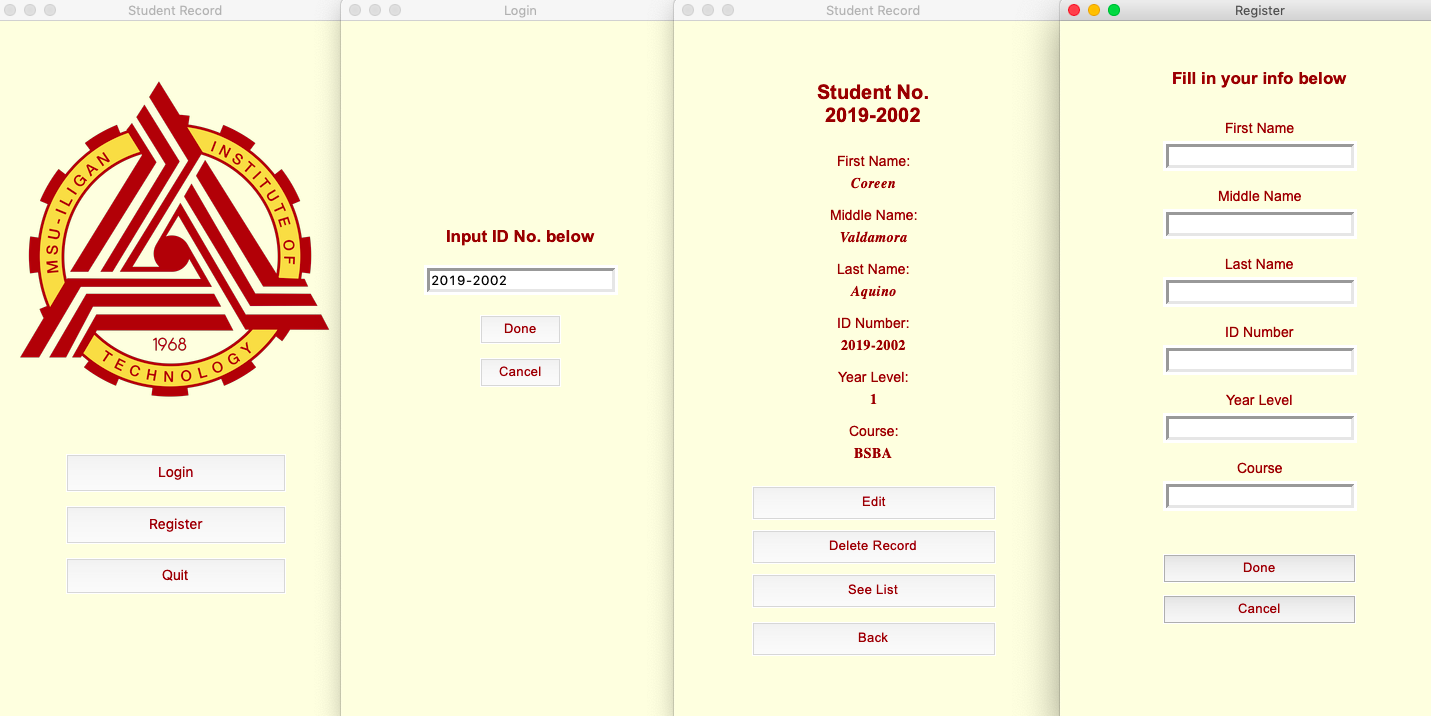 Student Record
MSU-ILIGAN INSTITUTE OF
TECHNOLOGY
1968
Login
Register
Quit
Login
Input ID No. below
2019-2002
Done
Cancel
Student Record
Student No.
2019-2002
First Name:
Coreen
Middle Name:
Valdamora
Last Name:
Aquino
ID Number:
2019-2002
Year Level:
1
Course:
BSBA
Edit
Delete Record
See List
Back
Register
Fill in your info below
First Name
Middle Name
Last Name
ID Number
Year Level
Course
Done
Cancel